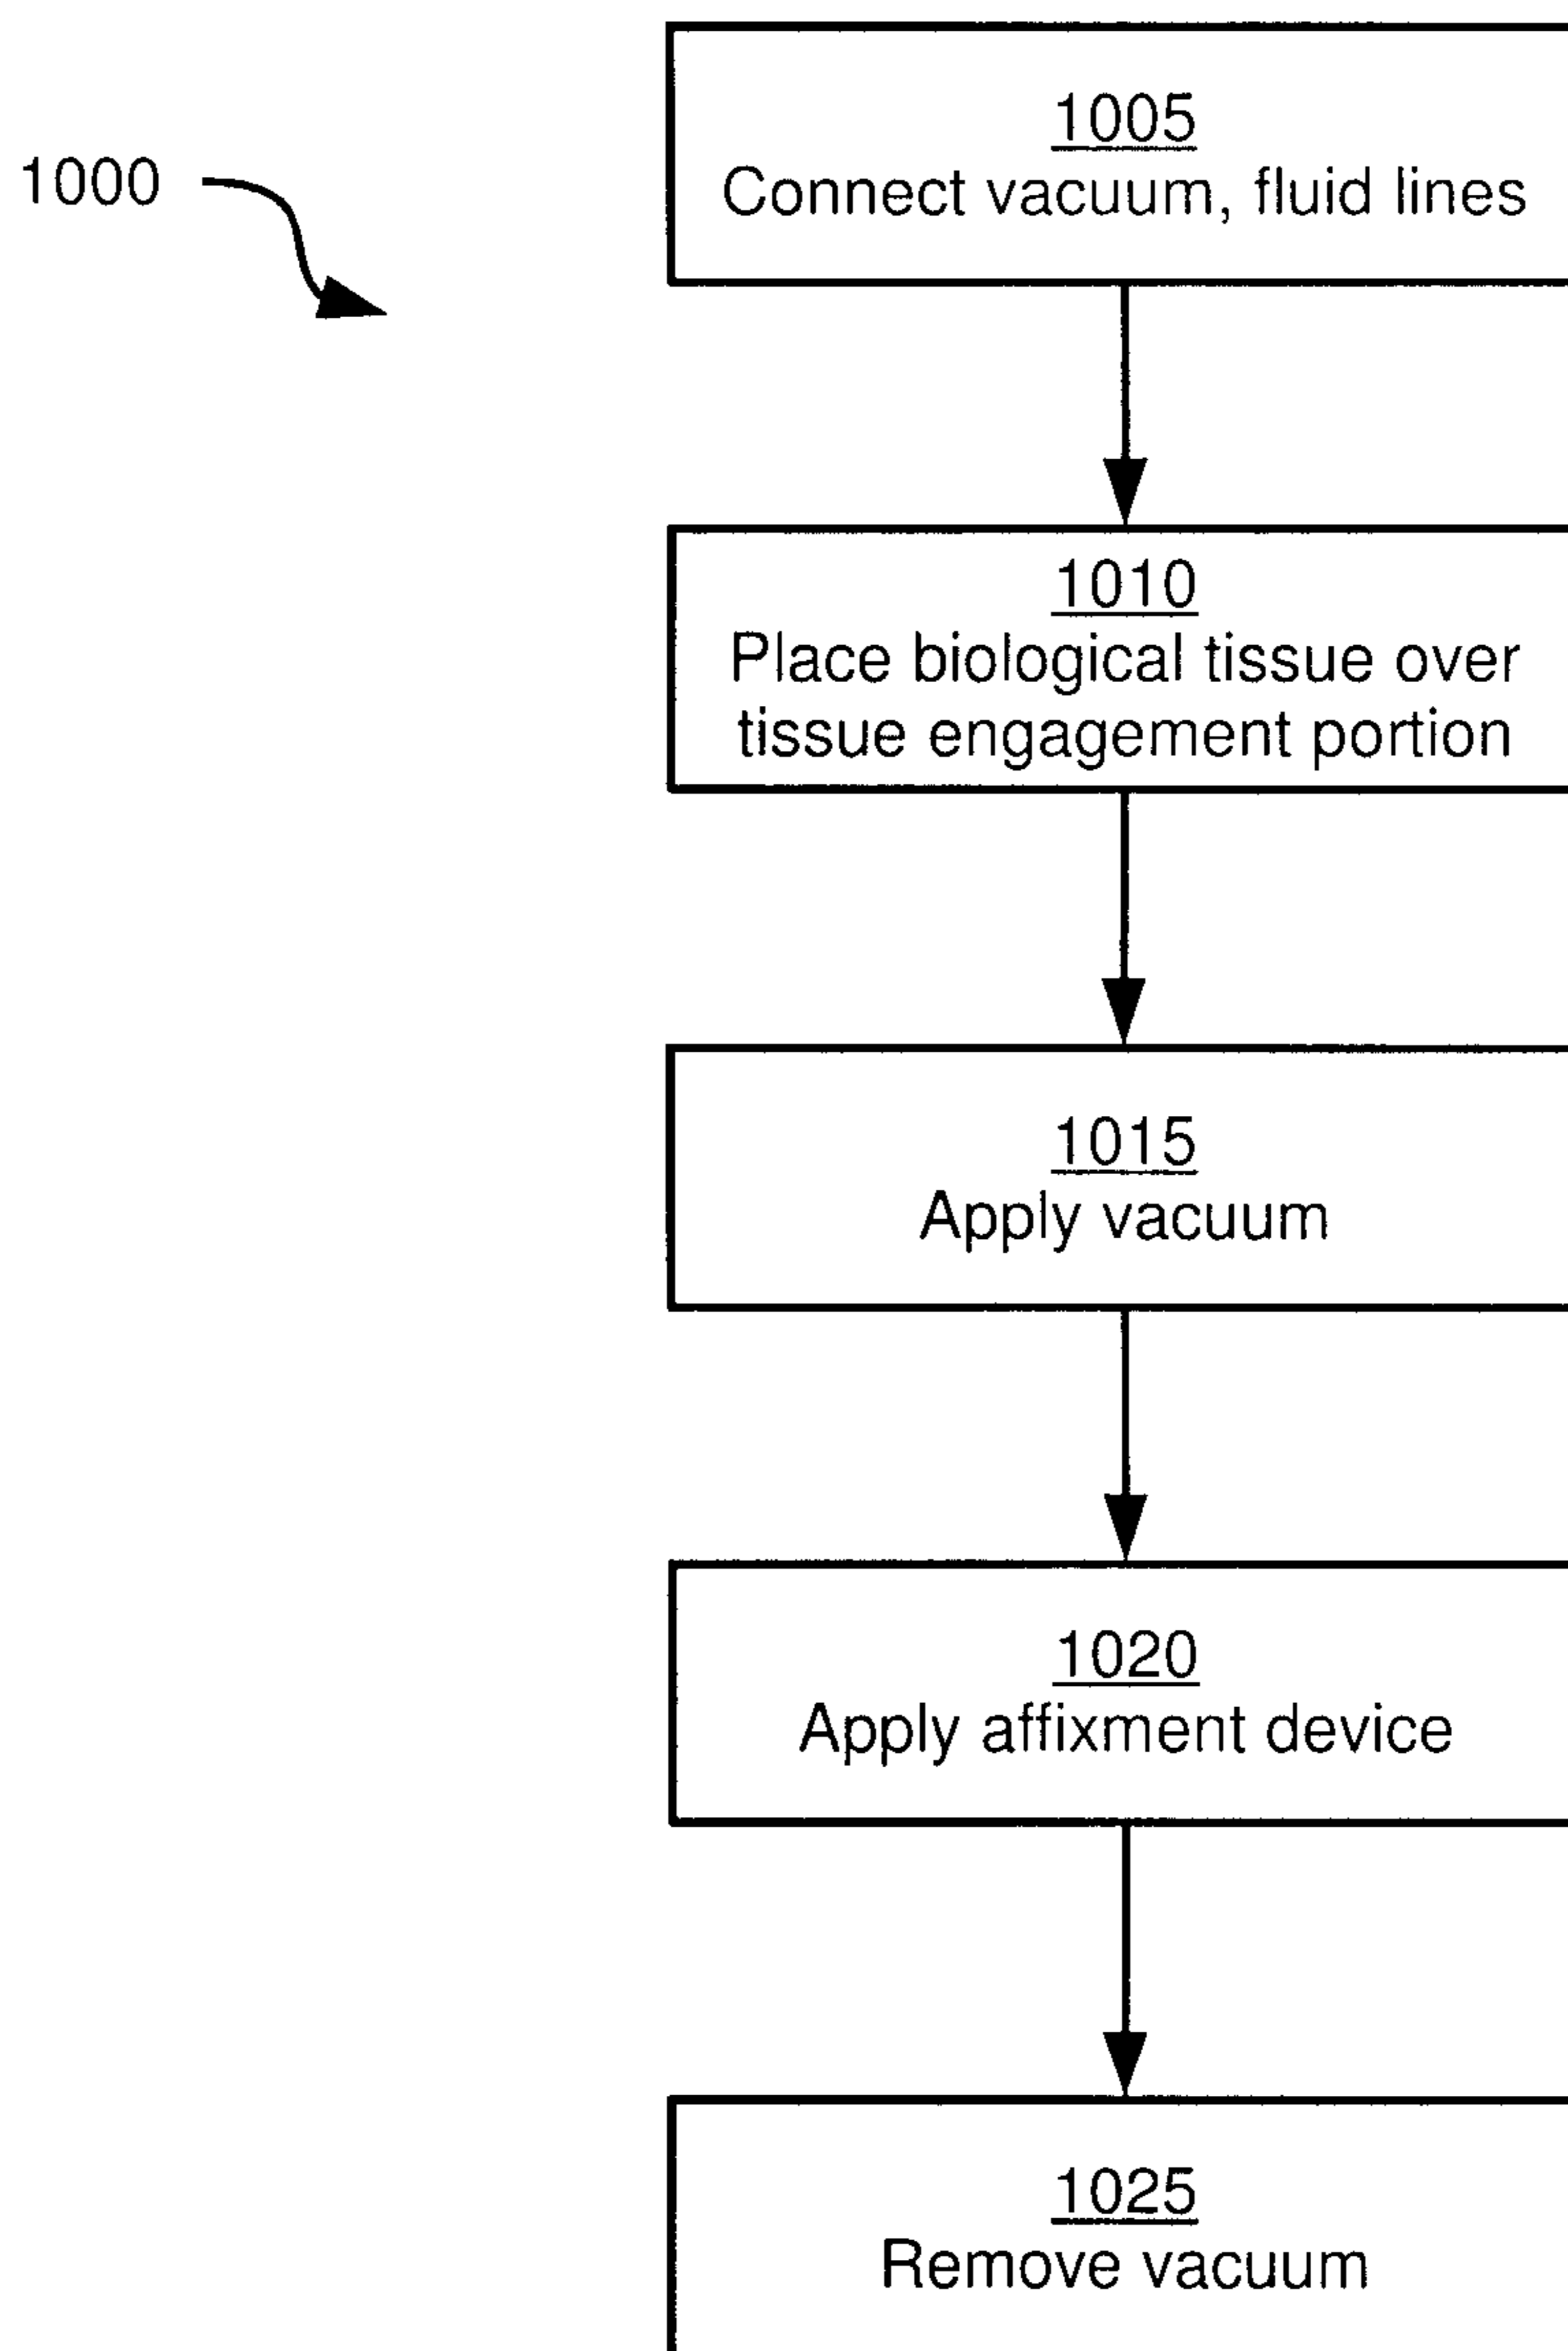 1000
1005
Connect vacuum, fluid lines
1010
Place biological tissue over
tissue engagement portion
1015
Apply vacuum
1020
Apply affixment device
1025
Remove vacuum